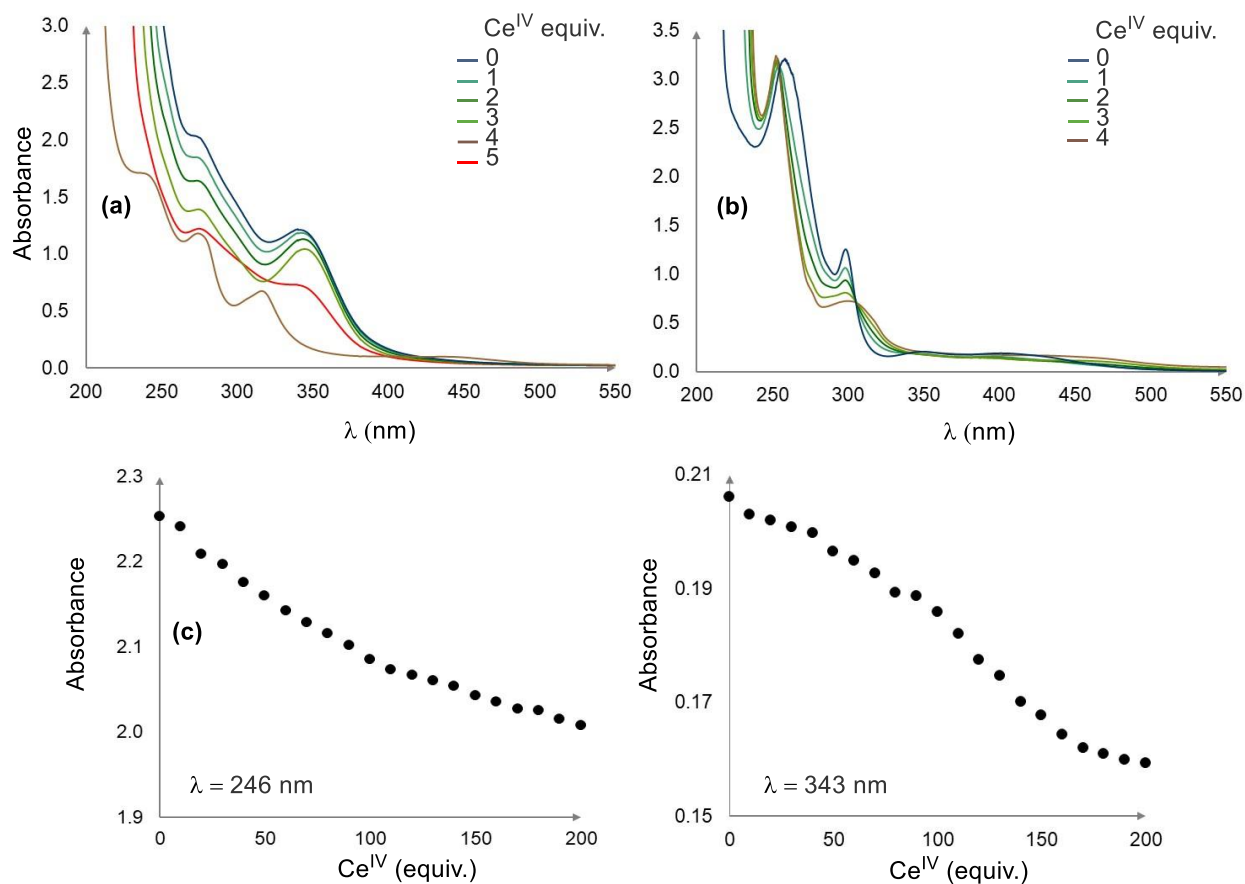 Ce^IV equiv.
0
1
2
3
4
5
3.0
2.5
2.0
1.5
1.0
0.5
0.0
Absorbance
(a)
200 250 300 350 400 450 500 550
λ (nm)
Ce^IV equiv.
0
1
2
3
4
3.5
3.0
2.5
2.0
1.5
1.0
0.5
0.0
(b)
200 250 300 350 400 450 500 550
λ (nm)
2.3
2.2
2.1
2.0
1.9
Absorbance
(c)
λ = 246 nm
0 50 100 150 200
Ce^IV (equiv.)
0.21
0.19
0.17
0.15
Absorbance
λ = 343 nm
0 50 100 150 200
Ce^IV (equiv.)